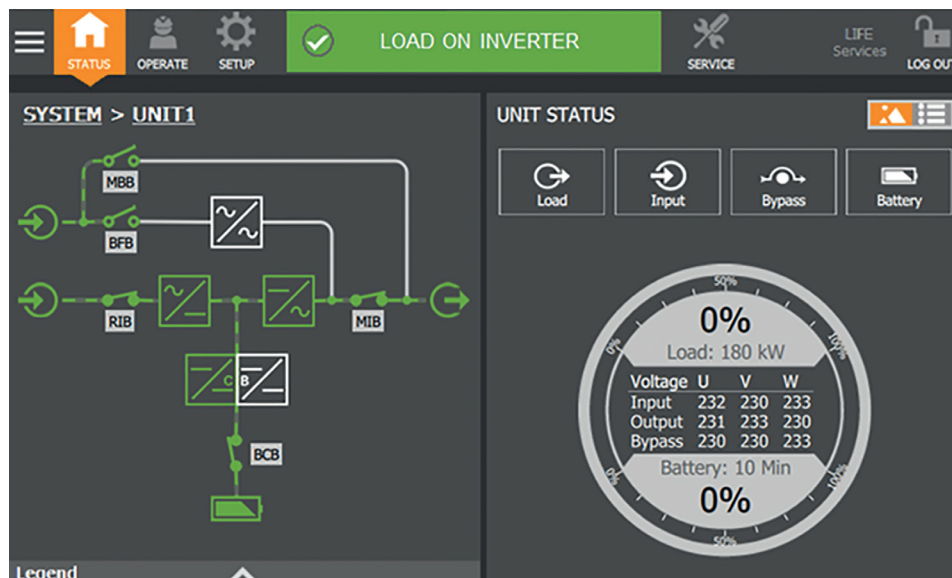 STATUS
OPERATE
SETUP
LOAD ON INVERTER
SERVICE
LIFE
Services
LOG OUT
SYSTEM > UNIT1
MBB
BFB
RIB
MIB
C
B
BCB
Legend
UNIT STATUS
Load
Input
Bypass
Battery
50%
0%
0%
100%
Load: 180 kW
Voltage U V W
Input 232 230 233
Output 231 233 230
Bypass 230 230 233
Battery: 10 Min
0%
0%
100%
50%